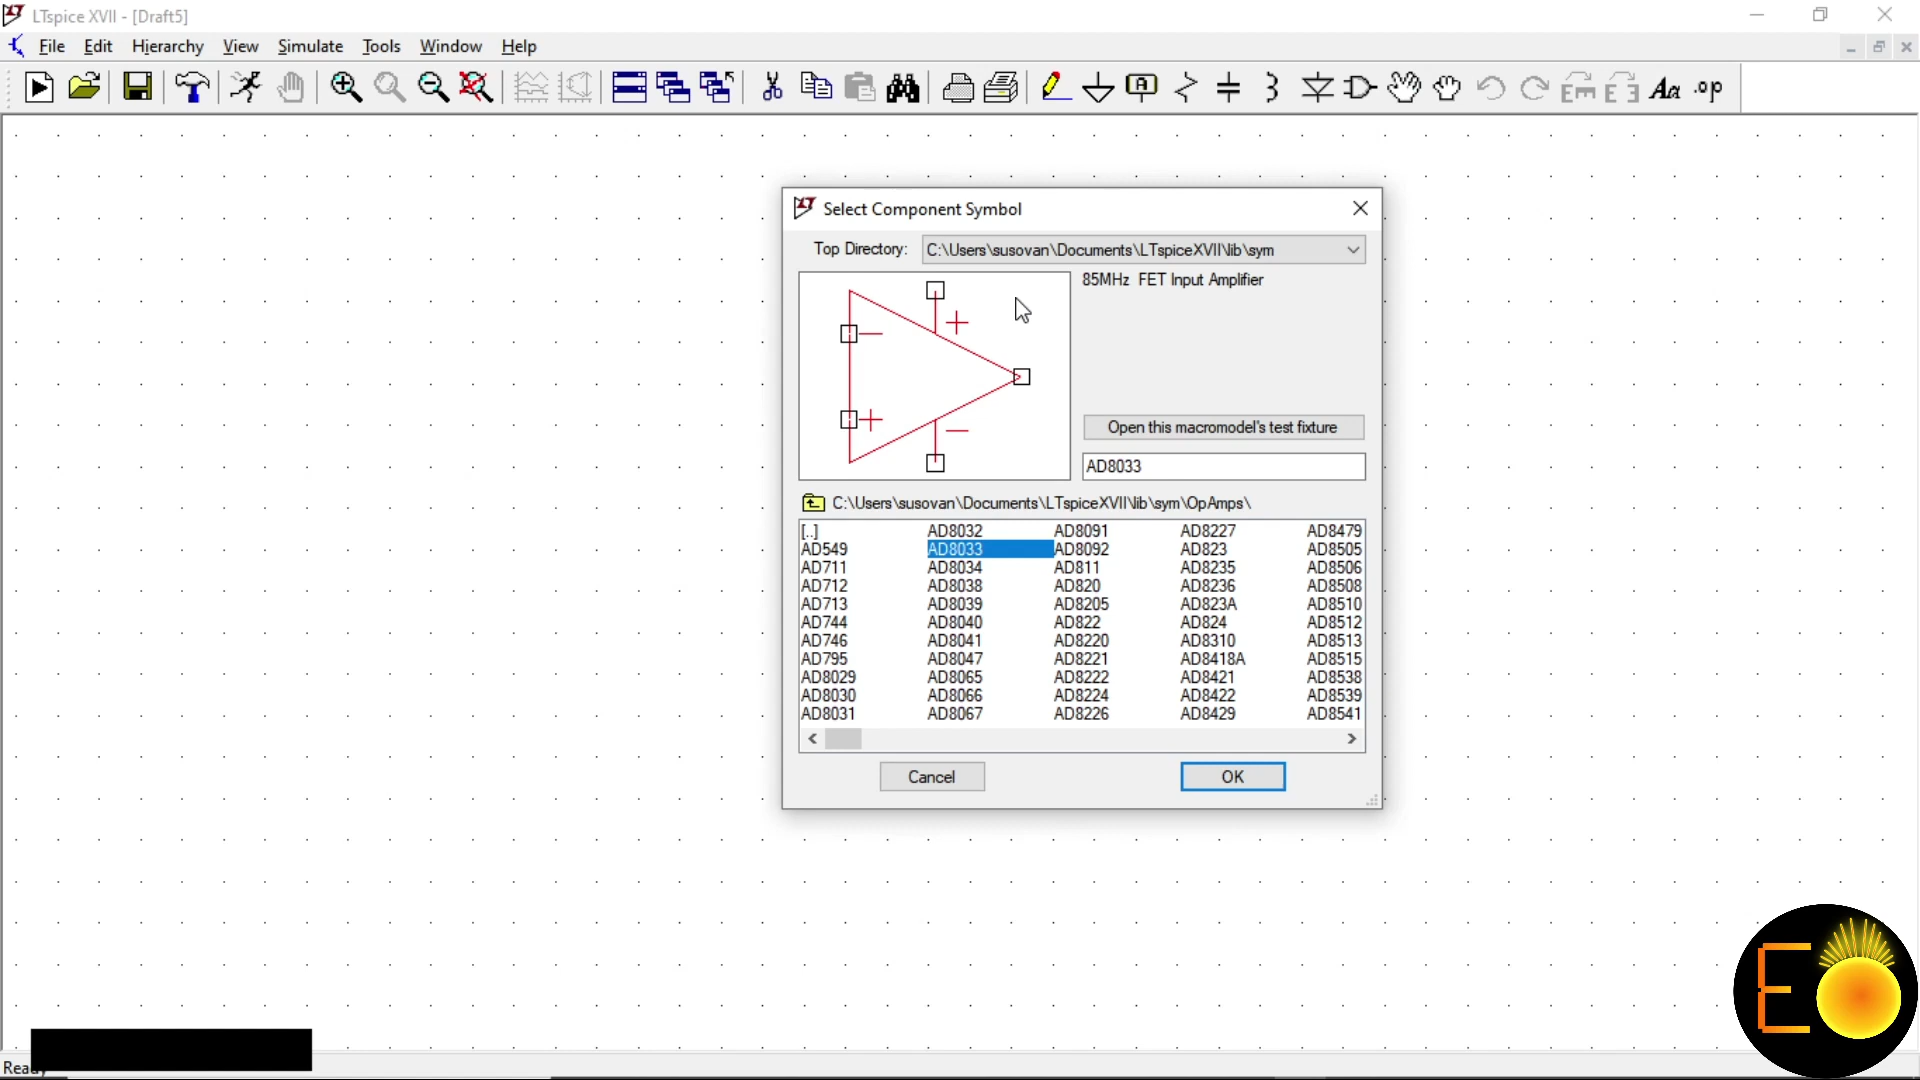 LTspice XVII - [Draft5]
File Edit Hierarchy View Simulate Tools Window Help
A
Aa .op
Select Component Symbol
Top Directory: C:\Users\susovan\Documents\LTspiceXVII\lib\sym
85MHz FET Input Amplifier
Open this macromodel's test fixture
AD8033
C:\Users\susovan\Documents\LTspiceXVII\lib\sym\OpAmps\
[..] AD8032 AD8091 AD8227 AD8479
AD549 AD8033 AD8092 AD823 AD8505
AD711 AD8034 AD811 AD8235 AD8506
AD712 AD8038 AD820 AD8236 AD8508
AD713 AD8039 AD8205 AD823A AD8510
AD744 AD8040 AD822 AD824 AD8512
AD746 AD8041 AD8220 AD8310 AD8513
AD795 AD8047 AD8221 AD8418A AD8515
AD8029 AD8065 AD8222 AD8421 AD8538
AD8030 AD8066 AD8224 AD8422 AD8539
AD8031 AD8067 AD8226 AD8429 AD8541
Cancel OK
E
Ready